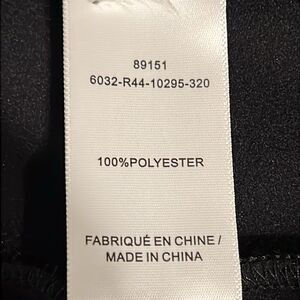 89151
6032-R44-10295-320
100%POLYESTER
FABRIQUÉ EN CHINE /
MADE IN CHINA